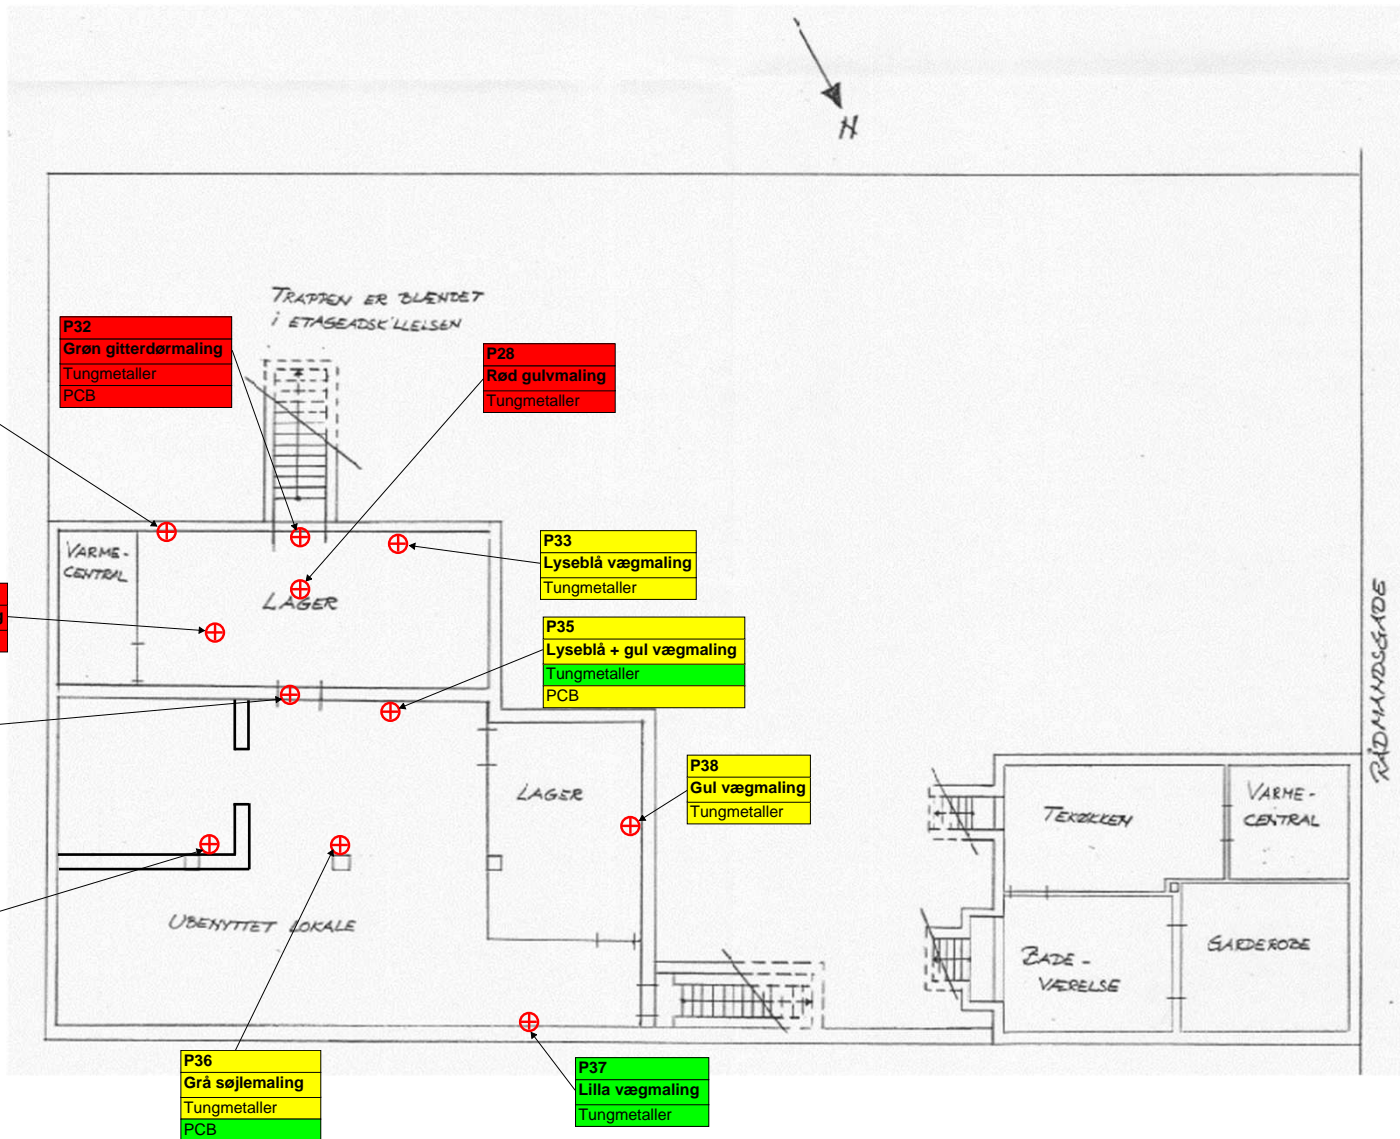 N
TRAPPEN ER BLÆNDET
I ETAGEADSKILLELSEN
P32
Grøn gitterdørmaling
Tungmetaller
PCB
P28
Rød gulvmaling
Tungmetaller
VARME-
CENTRAL
LAGER
P33
Lyseblå vægmaling
Tungmetaller
P35
Lyseblå + gul vægmaling
Tungmetaller
PCB
RÅDMANDSGADE
P38
Gul vægmaling
Tungmetaller
LAGER
TEKØKKEN
VARME-
CENTRAL
UBENYTTET LOKALE
BADE-
VÆRELSE
GARDEROBE
P36
Grå søjlemaling
Tungmetaller
PCB
P37
Lilla vægmaling
Tungmetaller